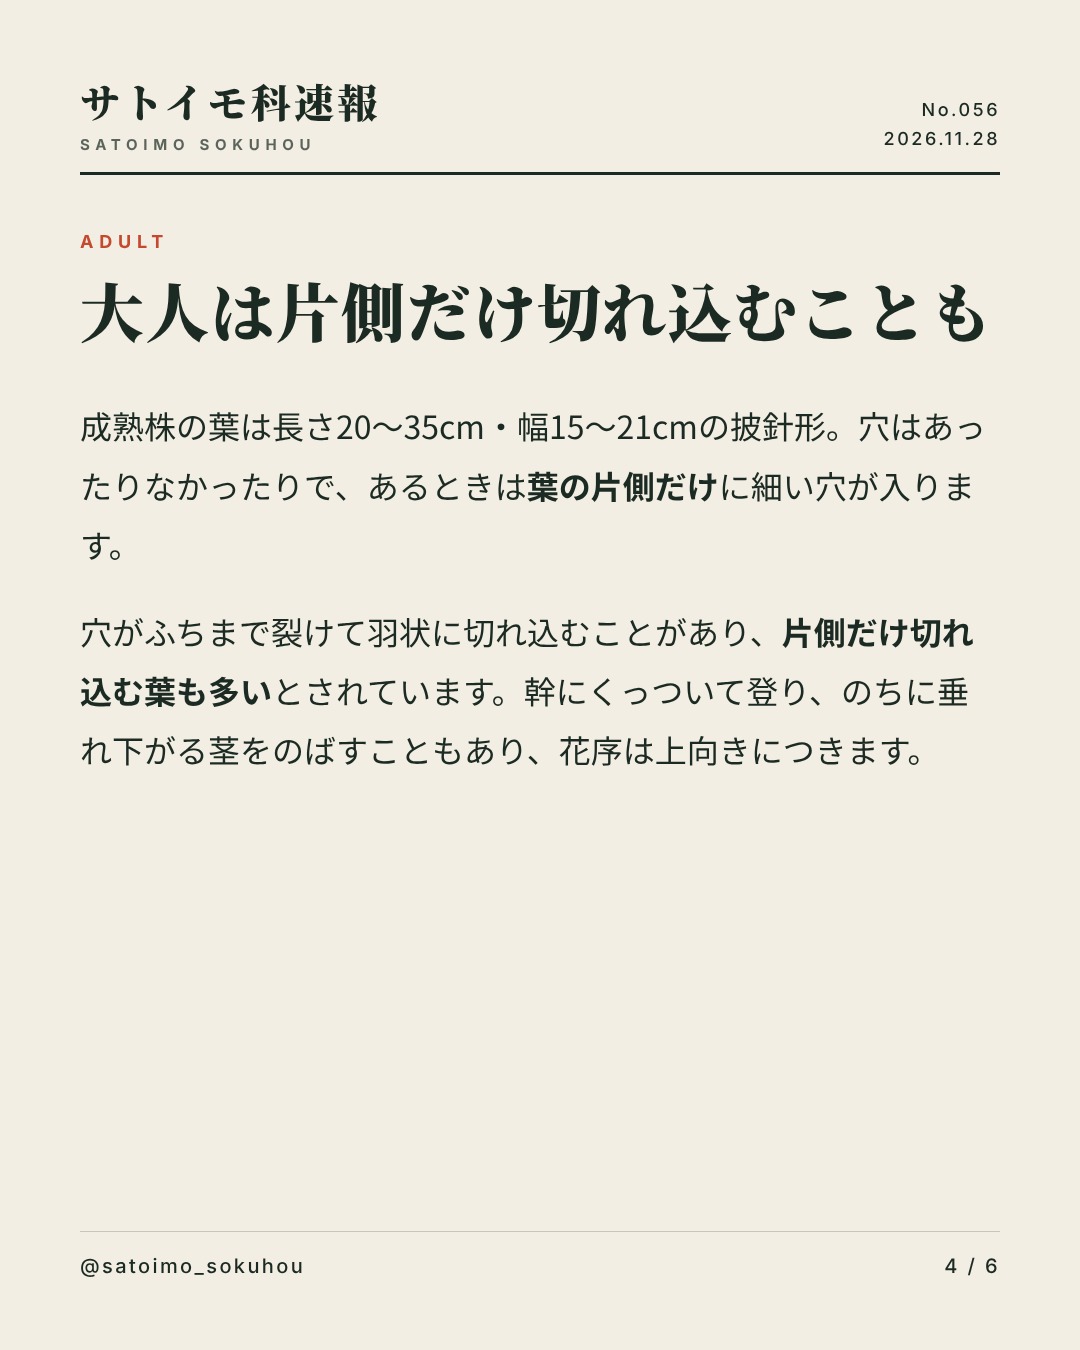 サトイモ科速報
SATOIMO SOKUHOU
No.056
2026.11.28
ADULT
大人は片側だけ切れ込むことも
成熟株の葉は長さ20〜35cm・幅15〜21cmの披針形。穴はあっ
たりなかったりで、あるときは葉の片側だけに細い穴が入りま
す。
穴がふちまで裂けて羽状に切れ込むことがあり、片側だけ切れ
込む葉も多いとされています。幹にくっついて登り、のちに垂
れ下がる茎をのばすこともあり、花序は上向きにつきます。
@satoimo_sokuhou
4 / 6